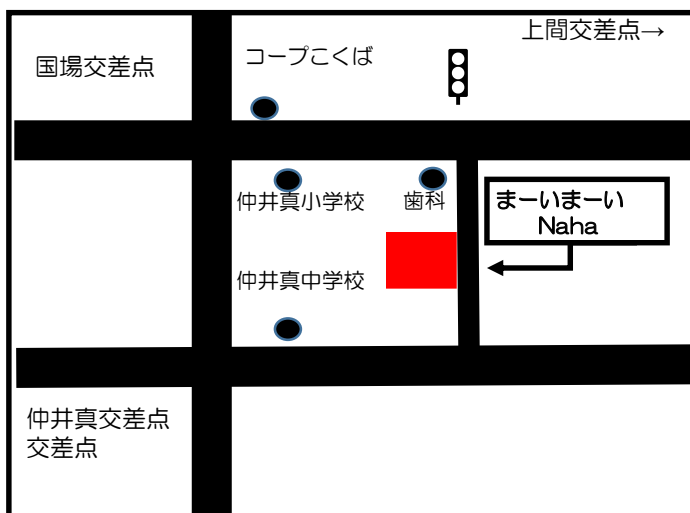 上間交差点→
国場交差点
コープこくば
仲井真小学校
歯科
まーいまーい
Naha
仲井真中学校
仲井真交差点
交差点